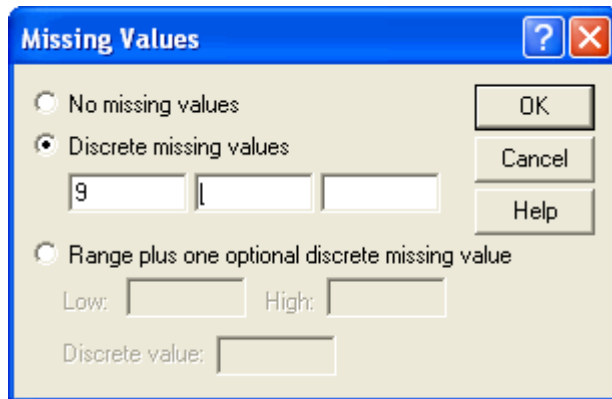 Missing Values
No missing values
OK
Discrete missing values
Cancel
9
Help
Range plus one optional discrete missing value
Low: High:
Discrete value: